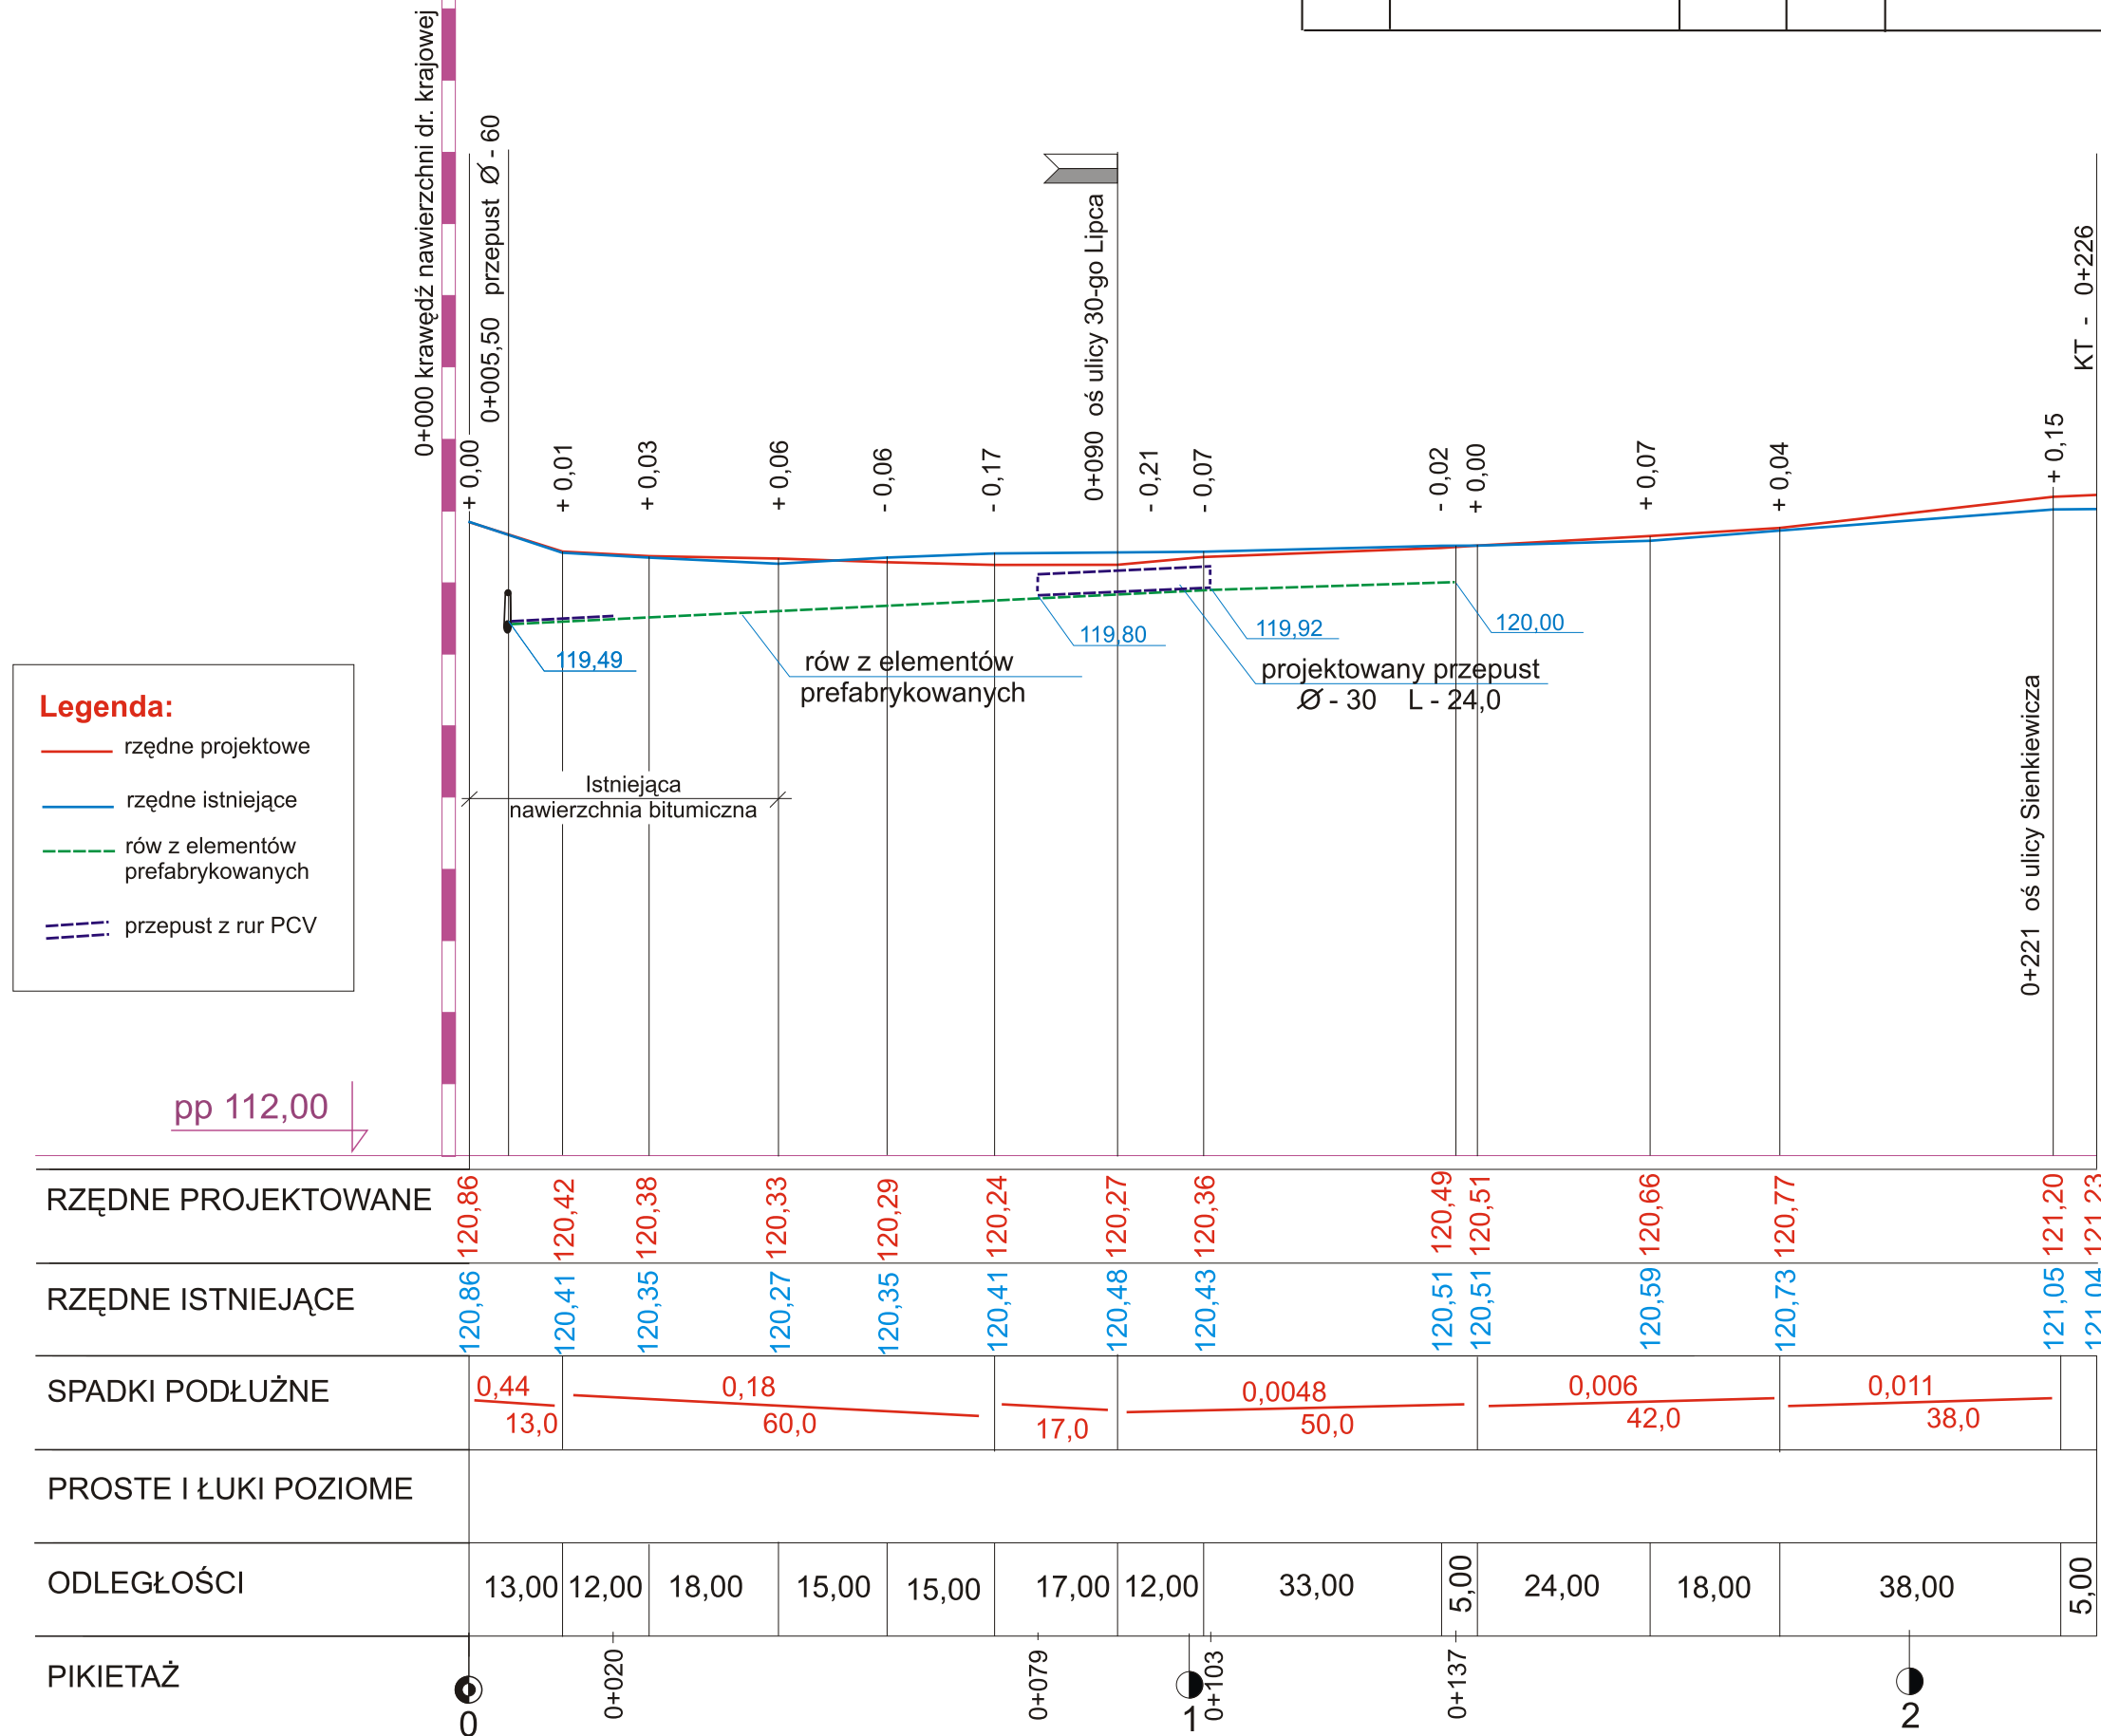 0+000 krawędź nawierzchni dr. krajowej
0+005,50 przepust Ø - 60
0+090 oś ulicy 30-go Lipca
KT - 0+226
+ 0,00
+ 0,01
+ 0,03
+ 0,06
- 0,06
- 0,17
- 0,21
- 0,07
- 0,02
+ 0,00
+ 0,07
+ 0,04
+ 0,15
119,49
119,80
119,92
120,00
rów z elementów
prefabrykowanych
projektowany przepust
Ø - 30 L - 24,0
0+221 oś ulicy Sienkiewicza
Istniejąca
nawierzchnia bitumiczna
Legenda:
rzędne projektowe
rzędne istniejące
rów z elementów
prefabrykowanych
przepust z rur PCV
pp 112,00
RZĘDNE PROJEKTOWANE 120,86 120,42 120,38 120,33 120,29 120,24 120,27 120,36 120,49 120,51 120,66 120,77 121,20 121,23
RZĘDNE ISTNIEJĄCE 120,86 120,41 120,35 120,27 120,35 120,41 120,48 120,43 120,51 120,51 120,59 120,73 121,05 121,04
SPADKI PODŁUŻNE
0,44 0,18 0,0048 0,006 0,011
13,0 60,0 17,0 50,0 42,0 38,0
PROSTE I ŁUKI POZIOME
ODLEGŁOŚCI 13,00 12,00 18,00 15,00 15,00 17,00 12,00 33,00 5,00 24,00 18,00 38,00 5,00
PIKIETAŻ
0+020 0+079 0+103 0+137
0 1 2